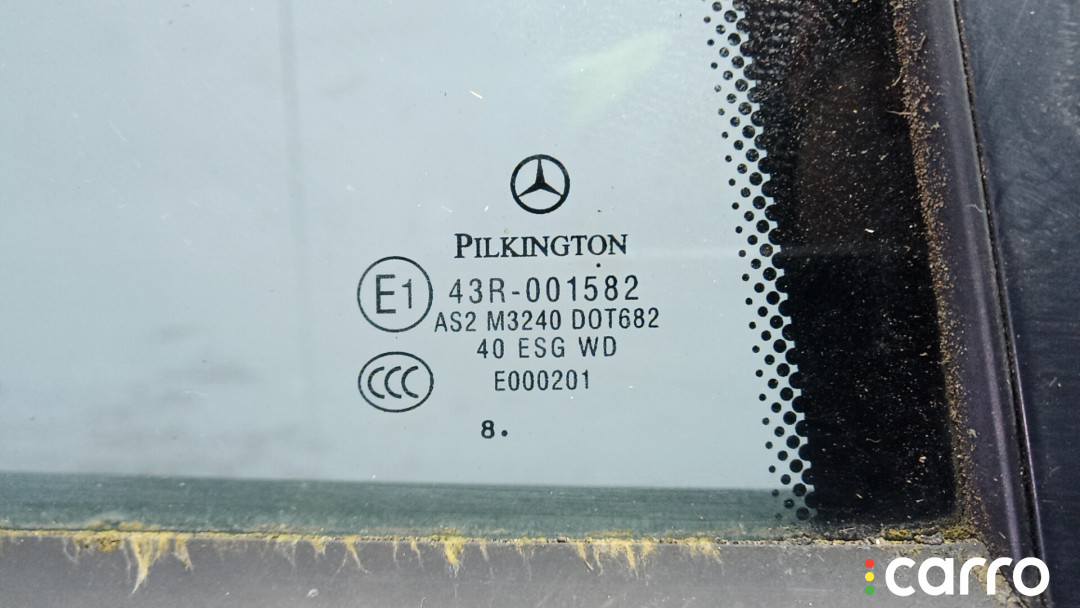 PILKINGTON
E1 43R-001582
AS2 M3240 DOT682
40 ESG WD
CCC E000201
8.
carro